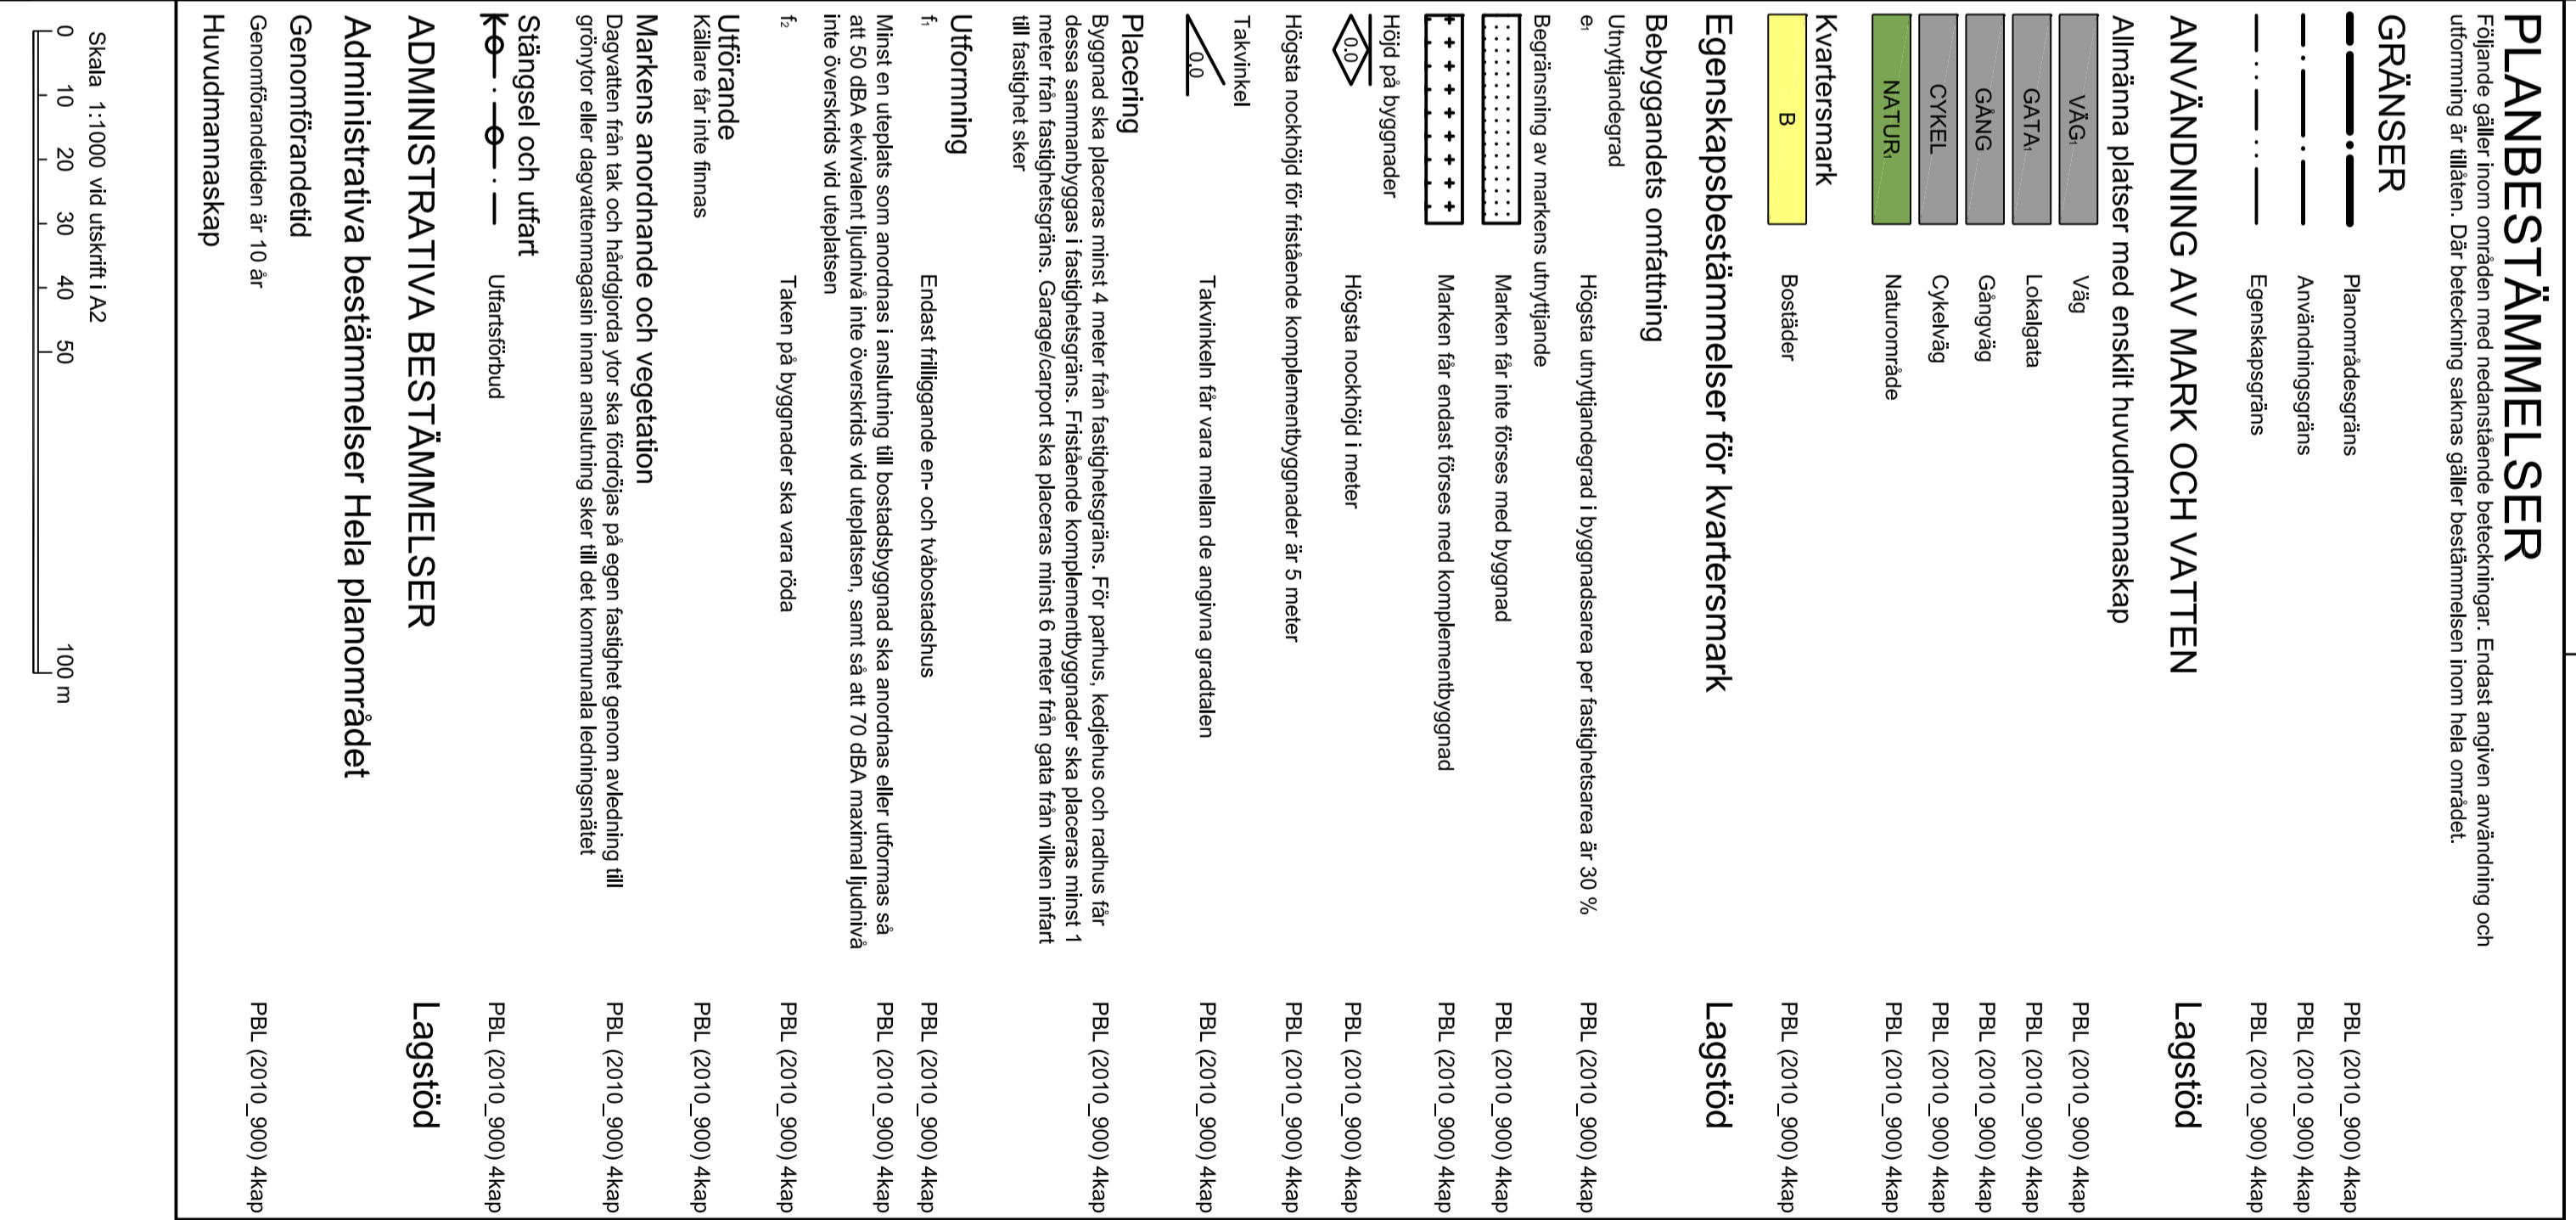 PLANBESTÄMMELSER
Följande gäller inom områden med nedanstående beteckningar. Endast angiven användning och
utformning är tillåten. Där beteckning saknas gäller bestämmelsen inom hela området.
GRÄNSER
Planområdesgräns PBL (2010_900) 4kap
Användningsgräns PBL (2010_900) 4kap
Egenskapsgräns PBL (2010_900) 4kap
ANVÄNDNING AV MARK OCH VATTEN Lagstöd
Allmänna platser med enskilt huvudmannaskap
VÄG₁ Väg PBL (2010_900) 4kap
GATA₁ Lokalgata PBL (2010_900) 4kap
GÅNG Gångväg PBL (2010_900) 4kap
CYKEL Cykelväg PBL (2010_900) 4kap
NATUR₁ Naturområde PBL (2010_900) 4kap
Kvartersmark
B Bostäder PBL (2010_900) 4kap
Egenskapsbestämmelser för kvartersmark Lagstöd
Bebyggandets omfattning
Utnyttjandegrad
e₁ Högsta utnyttjandegrad i byggnadsarea per fastighetsarea är 30 % PBL (2010_900) 4kap
Begränsning av markens utnyttjande
Marken får inte förses med byggnad PBL (2010_900) 4kap
Marken får endast förses med komplementbyggnad PBL (2010_900) 4kap
Höjd på byggnader
0.0 Högsta nockhöjd i meter PBL (2010_900) 4kap
Högsta nockhöjd för fristående komplementbyggnader är 5 meter PBL (2010_900) 4kap
Takvinkel
0,0 Takvinkeln får vara mellan de angivna gradtalen PBL (2010_900) 4kap
Placering
Byggnad ska placeras minst 4 meter från fastighetsgräns. För parhus, kedjehus och radhus får PBL (2010_900) 4kap
dessa sammanbyggas i fastighetsgräns. Fristående komplementbyggnader ska placeras minst 1
meter från fastighetsgräns. Garage/carport ska placeras minst 6 meter från gata från vilken infart
till fastighet sker
Utformning
f₁ Endast friliggande en- och tvåbostadshus PBL (2010_900) 4kap
Minst en uteplats som anordnas i anslutning till bostadsbyggnad ska anordnas eller utformas så PBL (2010_900) 4kap
att 50 dBA ekvivalent ljudnivå inte överskrids vid uteplatsen, samt så att 70 dBA maximal ljudnivå
inte överskrids vid uteplatsen
f₂ Taken på byggnader ska vara röda PBL (2010_900) 4kap
Utförande
Källare får inte finnas PBL (2010_900) 4kap
Markens anordnande och vegetation
Dagvatten från tak och hårdgjorda ytor ska fördröjas på egen fastighet genom avledning till PBL (2010_900) 4kap
grönytor eller dagvattenmagasin innan anslutning sker till det kommunala ledningsnätet
Stängsel och utfart
Utfartsförbud PBL (2010_900) 4kap
ADMINISTRATIVA BESTÄMMELSER Lagstöd
Administrativa bestämmelser Hela planområdet
Genomförandetid
Genomförandetiden är 10 år PBL (2010_900) 4kap
Huvudmannaskap
Skala 1:1000 vid utskrift i A2
0 10 20 30 40 50 100 m